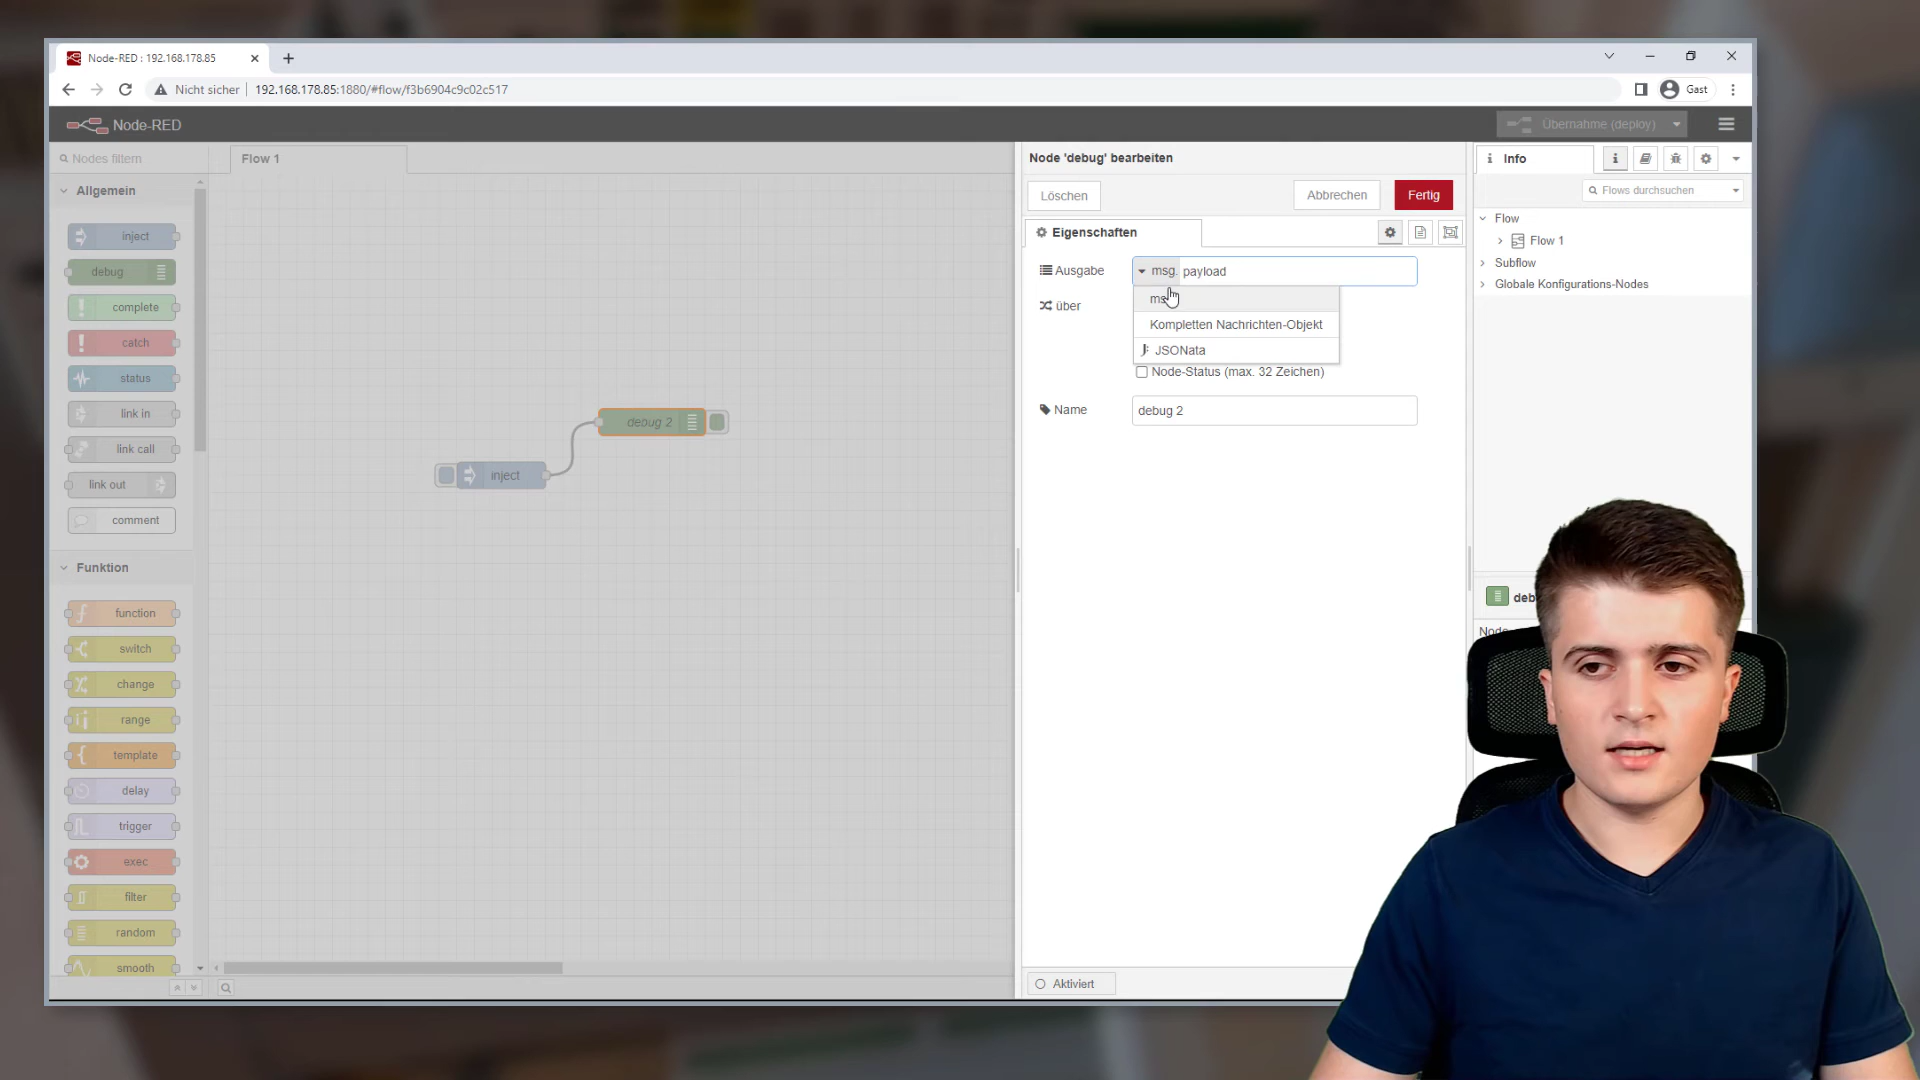 Node-RED : 192.168.178.85
Nicht sicher
192.168.178.85:1880/#flow/f3b6904c9c02c517
Gast
Node-RED
Übernahme (deploy)
Nodes filtern
Flow 1
Node 'debug' bearbeiten
Info
Allgemein
Löschen
Abbrechen
Fertig
Flows durchsuchen
Flow
Flow 1
Subflow
Globale Konfigurations-Nodes
inject
debug
complete
catch
status
link in
link call
link out
comment
Eigenschaften
Ausgabe
msg. payload
über
Kompletten Nachrichten-Objekt
J: JSONata
Node-Status (max. 32 Zeichen)
Name
debug 2
debug 2
inject
Funktion
function
switch
change
range
template
delay
trigger
exec
filter
random
smooth
Aktiviert